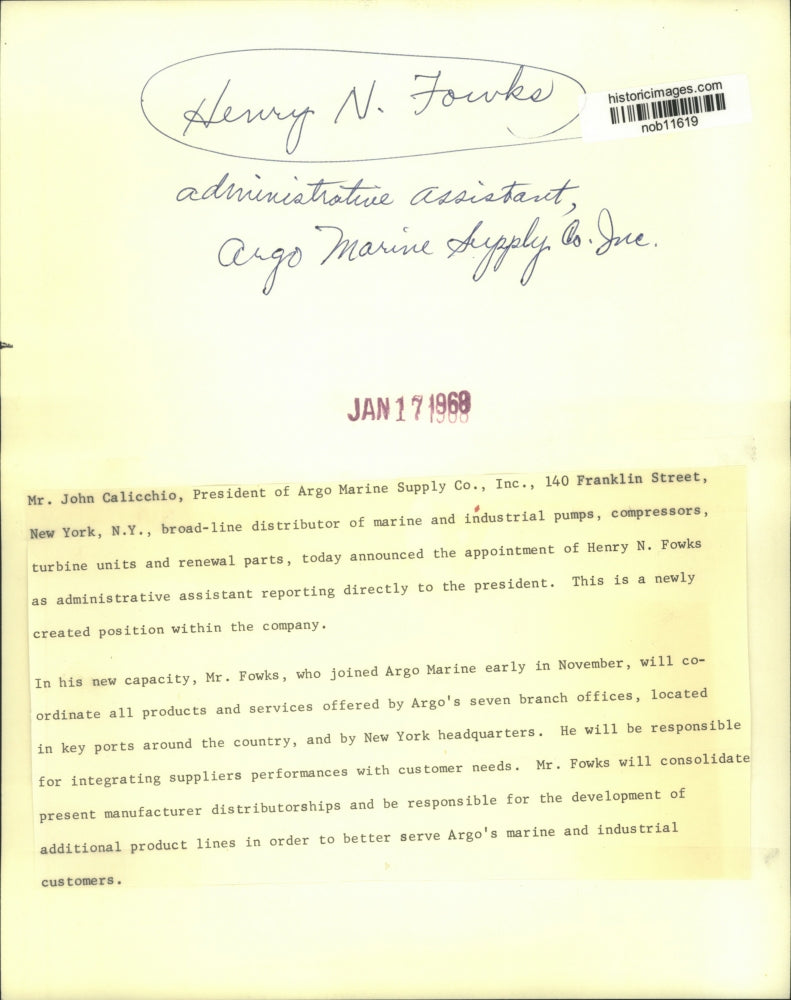 Henry N. Fowks
historicimages.com
nob11619
administrative assistant,
Argo Marine Supply Co. Inc.
JAN 17 1968
Mr. John Calicchio, President of Argo Marine Supply Co., Inc., 140 Franklin Street,
New York, N.Y., broad-line distributor of marine and industrial pumps, compressors,
turbine units and renewal parts, today announced the appointment of Henry N. Fowks
as administrative assistant reporting directly to the president. This is a newly
created position within the company.
In his new capacity, Mr. Fowks, who joined Argo Marine early in November, will co-
ordinate all products and services offered by Argo's seven branch offices, located
in key ports around the country, and by New York headquarters. He will be responsible
for integrating suppliers performances with customer needs. Mr. Fowks will consolidate
present manufacturer distributorships and be responsible for the development of
additional product lines in order to better serve Argo's marine and industrial
customers.